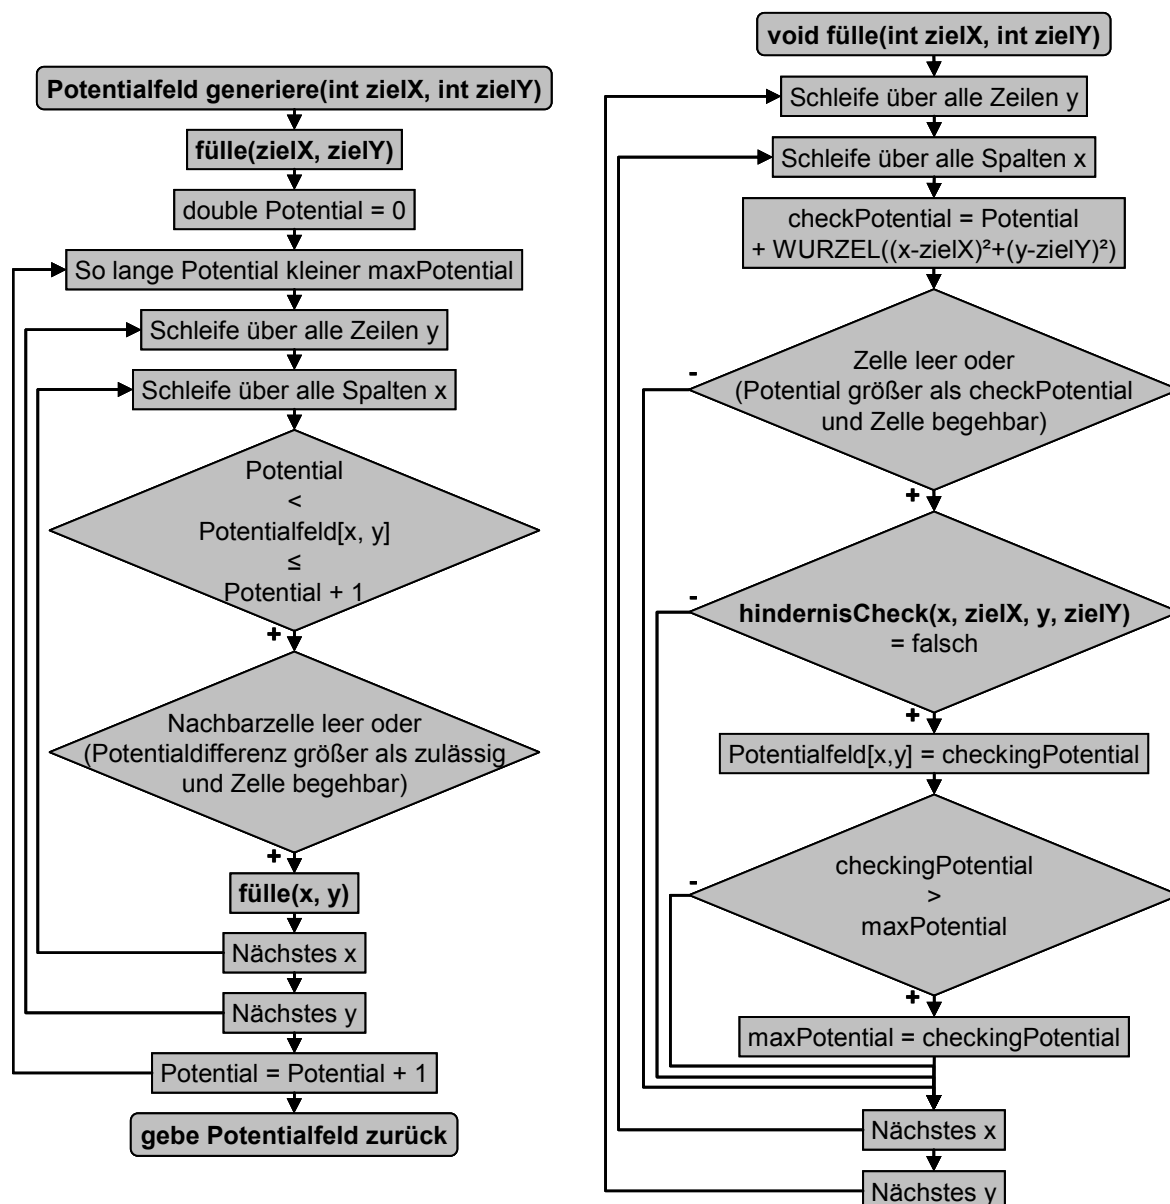 Potentialfeld generiere(int zielX, int zielY)
fülle(zielX, zielY)
double Potential = 0
So lange Potential kleiner maxPotential
Schleife über alle Zeilen y
Schleife über alle Spalten x
Potential
<
Potentialfeld[x, y]
≤
Potential + 1
+
Nachbarzelle leer oder
(Potentialdifferenz größer als zulässig
und Zelle begehbar)
+
fülle(x, y)
Nächstes x
Nächstes y
Potential = Potential + 1
gebe Potentialfeld zurück
void fülle(int zielX, int zielY)
Schleife über alle Zeilen y
Schleife über alle Spalten x
checkPotential = Potential
+ WURZEL((x-zielX)²+(y-zielY)²)
-
Zelle leer oder
(Potential größer als checkPotential
und Zelle begehbar)
+
-
hindernisCheck(x, zielX, y, zielY)
= falsch
+
Potentialfeld[x,y] = checkingPotential
-
checkingPotential
>
maxPotential
+
maxPotential = checkingPotential
Nächstes x
Nächstes y